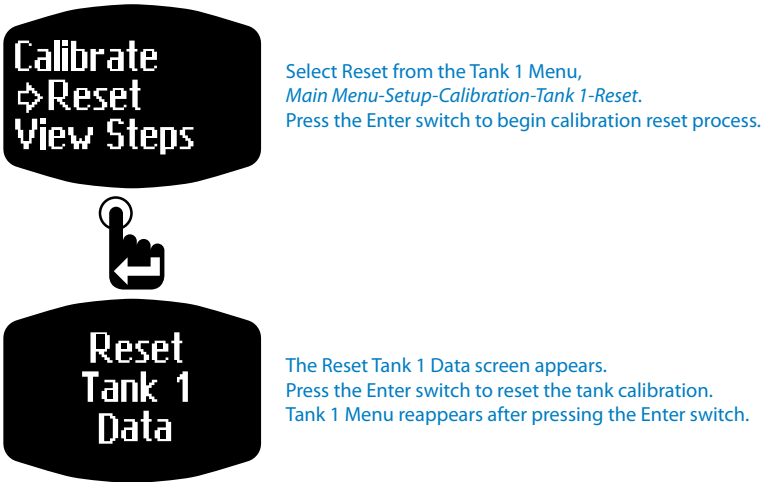 Calibrate
➩Reset
View Steps
Select Reset from the Tank 1 Menu,
Main Menu-Setup-Calibration-Tank 1-Reset.
Press the Enter switch to begin calibration reset process.
Reset
Tank 1
Data
The Reset Tank 1 Data screen appears.
Press the Enter switch to reset the tank calibration.
Tank 1 Menu reappears after pressing the Enter switch.